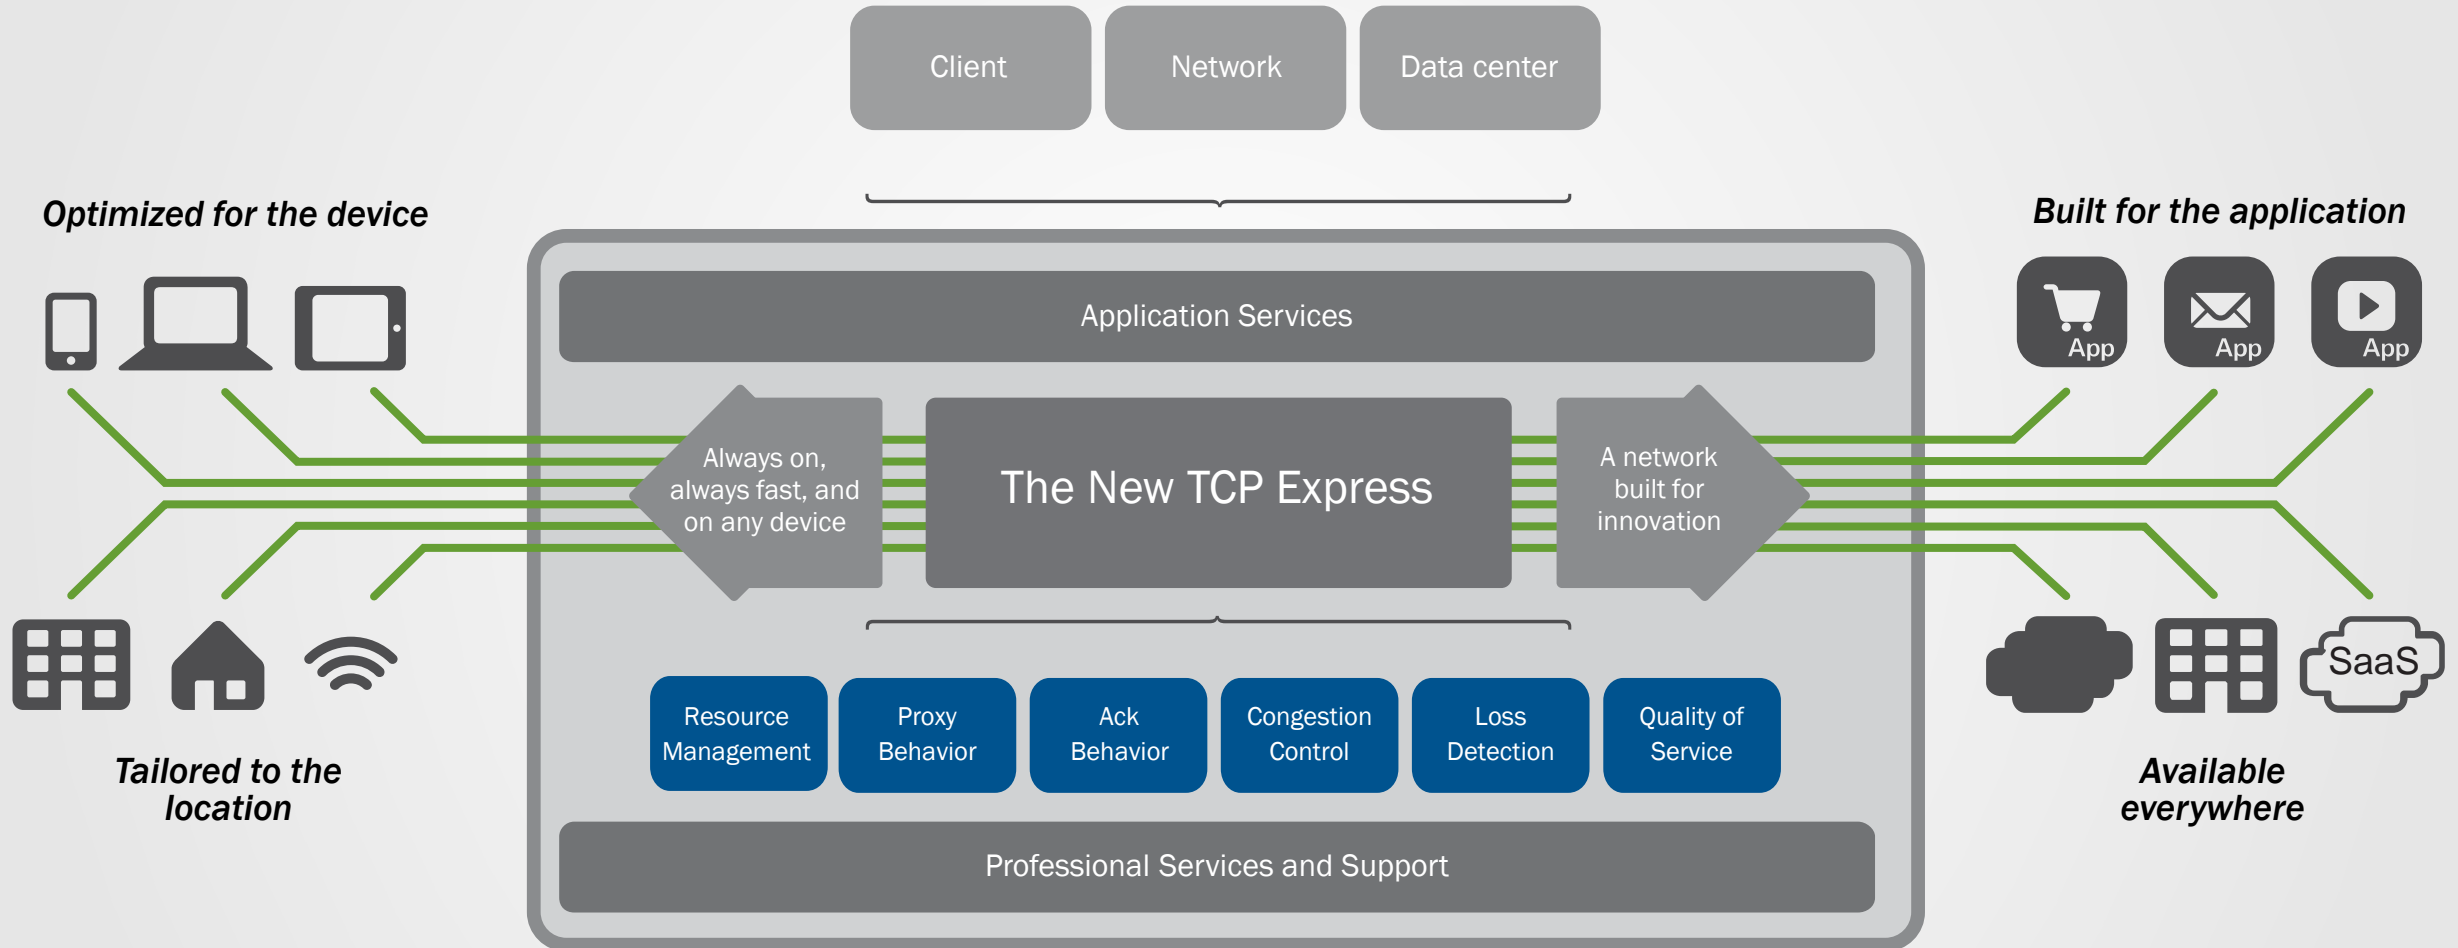 Client
Network
Data center
Optimized for the device
Built for the application
Application Services
App
App
App
Always on,
always fast, and
on any device
The New TCP Express
A network
built for
innovation
SaaS
Resource
Management
Proxy
Behavior
Ack
Behavior
Congestion
Control
Loss
Detection
Quality of
Service
Tailored to the
location
Available
everywhere
Professional Services and Support